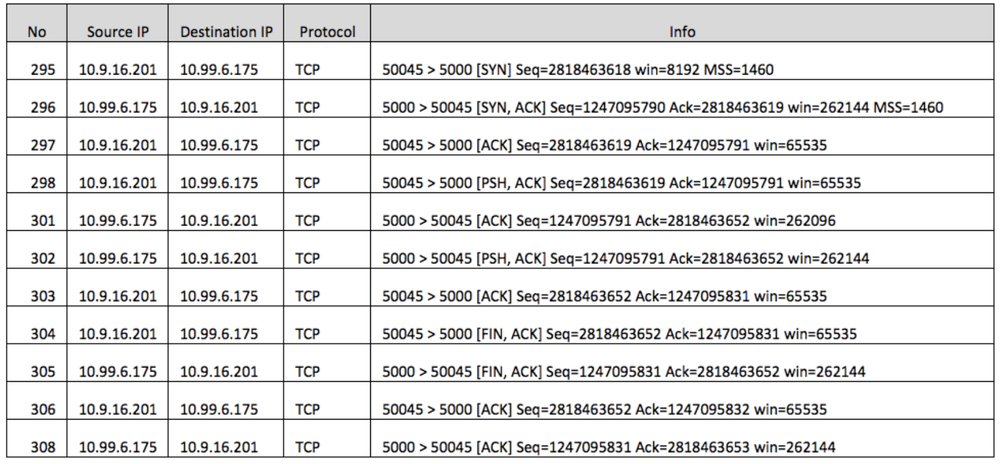 No Source IP Destination IP Protocol Info
295 10.9.16.201 10.99.6.175 TCP 50045 > 5000 [SYN] Seq=2818463618 win=8192 MSS=1460
296 10.99.6.175 10.9.16.201 TCP 5000 > 50045 [SYN, ACK] Seq=1247095790 Ack=2818463619 win=262144 MSS=1460
297 10.9.16.201 10.99.6.175 TCP 50045 > 5000 [ACK] Seq=2818463619 Ack=1247095791 win=65535
298 10.9.16.201 10.99.6.175 TCP 50045 > 5000 [PSH, ACK] Seq=2818463619 Ack=1247095791 win=65535
301 10.99.6.175 10.9.16.201 TCP 5000 > 50045 [ACK] Seq=1247095791 Ack=2818463652 win=262096
302 10.99.6.175 10.9.16.201 TCP 5000 > 50045 [PSH, ACK] Seq=1247095791 Ack=2818463652 win=262144
303 10.9.16.201 10.99.6.175 TCP 50045 > 5000 [ACK] Seq=2818463652 Ack=1247095831 win=65535
304 10.9.16.201 10.99.6.175 TCP 50045 > 5000 [FIN, ACK] Seq=2818463652 Ack=1247095831 win=65535
305 10.99.6.175 10.9.16.201 TCP 5000 > 50045 [FIN, ACK] Seq=1247095831 Ack=2818463652 win=262144
306 10.9.16.201 10.99.6.175 TCP 50045 > 5000 [ACK] Seq=2818463652 Ack=1247095832 win=65535
308 10.99.6.175 10.9.16.201 TCP 5000 > 50045 [ACK] Seq=1247095831 Ack=2818463653 win=262144